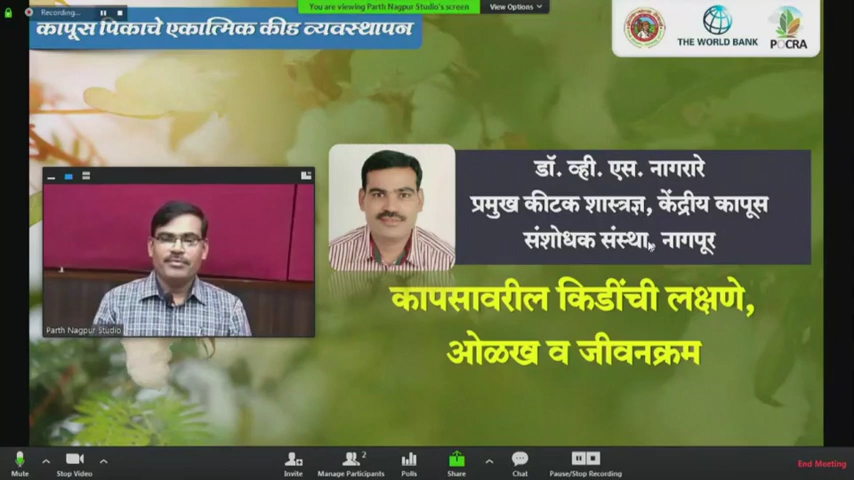 Recording...
You are viewing Parth Nagpur Studio's screen
View Options
कापूस पिकाचे एकात्मिक कीड व्यवस्थापन
THE WORLD BANK
POCRA
डॉ. व्ही. एस. नागरारे
प्रमुख कीटक शास्त्रज्ञ, केंद्रीय कापूस
संशोधक संस्था, नागपूर
Parth Nagpur Studio
कापसावरील किडींची लक्षणे,
ओळख व जीवनक्रम
Mute
Stop Video
Invite
2
Manage Participants
Polls
Share
Chat
Pause/Stop Recording
End Meeting